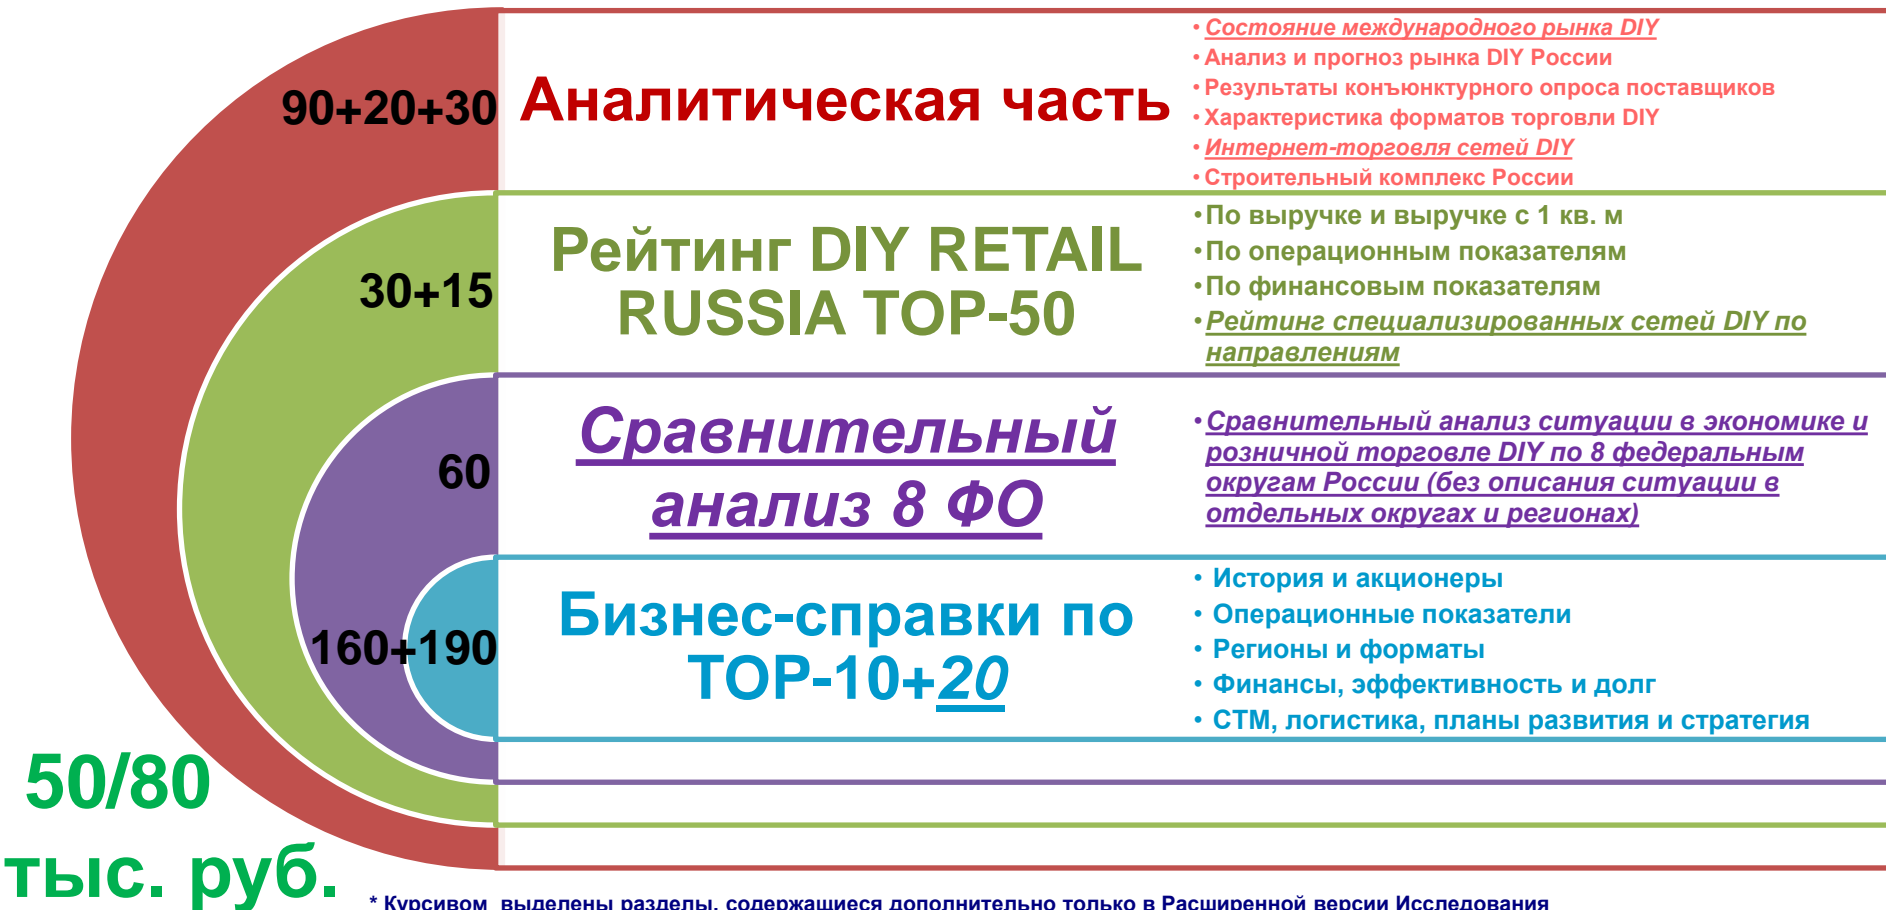 90+20+30
Аналитическая часть
• Состояние международного рынка DIY
• Анализ и прогноз рынка DIY России
• Результаты конъюнктурного опроса поставщиков
• Характеристика форматов торговли DIY
• Интернет-торговля сетей DIY
• Строительный комплекс России
30+15
Рейтинг DIY RETAIL
RUSSIA TOP-50
• По выручке и выручке с 1 кв. м
• По операционным показателям
• По финансовым показателям
• Рейтинг специализированных сетей DIY по
направлениям
60
Сравнительный
анализ 8 ФО
• Сравнительный анализ ситуации в экономике и
розничной торговле DIY по 8 федеральным
округам России (без описания ситуации в
отдельных округах и регионах)
160+190
Бизнес-справки по
TOP-10+20
• История и акционеры
• Операционные показатели
• Регионы и форматы
• Финансы, эффективность и долг
• СТМ, логистика, планы развития и стратегия
50/80
тыс. руб.
* Курсивом выделены разделы, содержащиеся дополнительно только в Расширенной версии Исследования